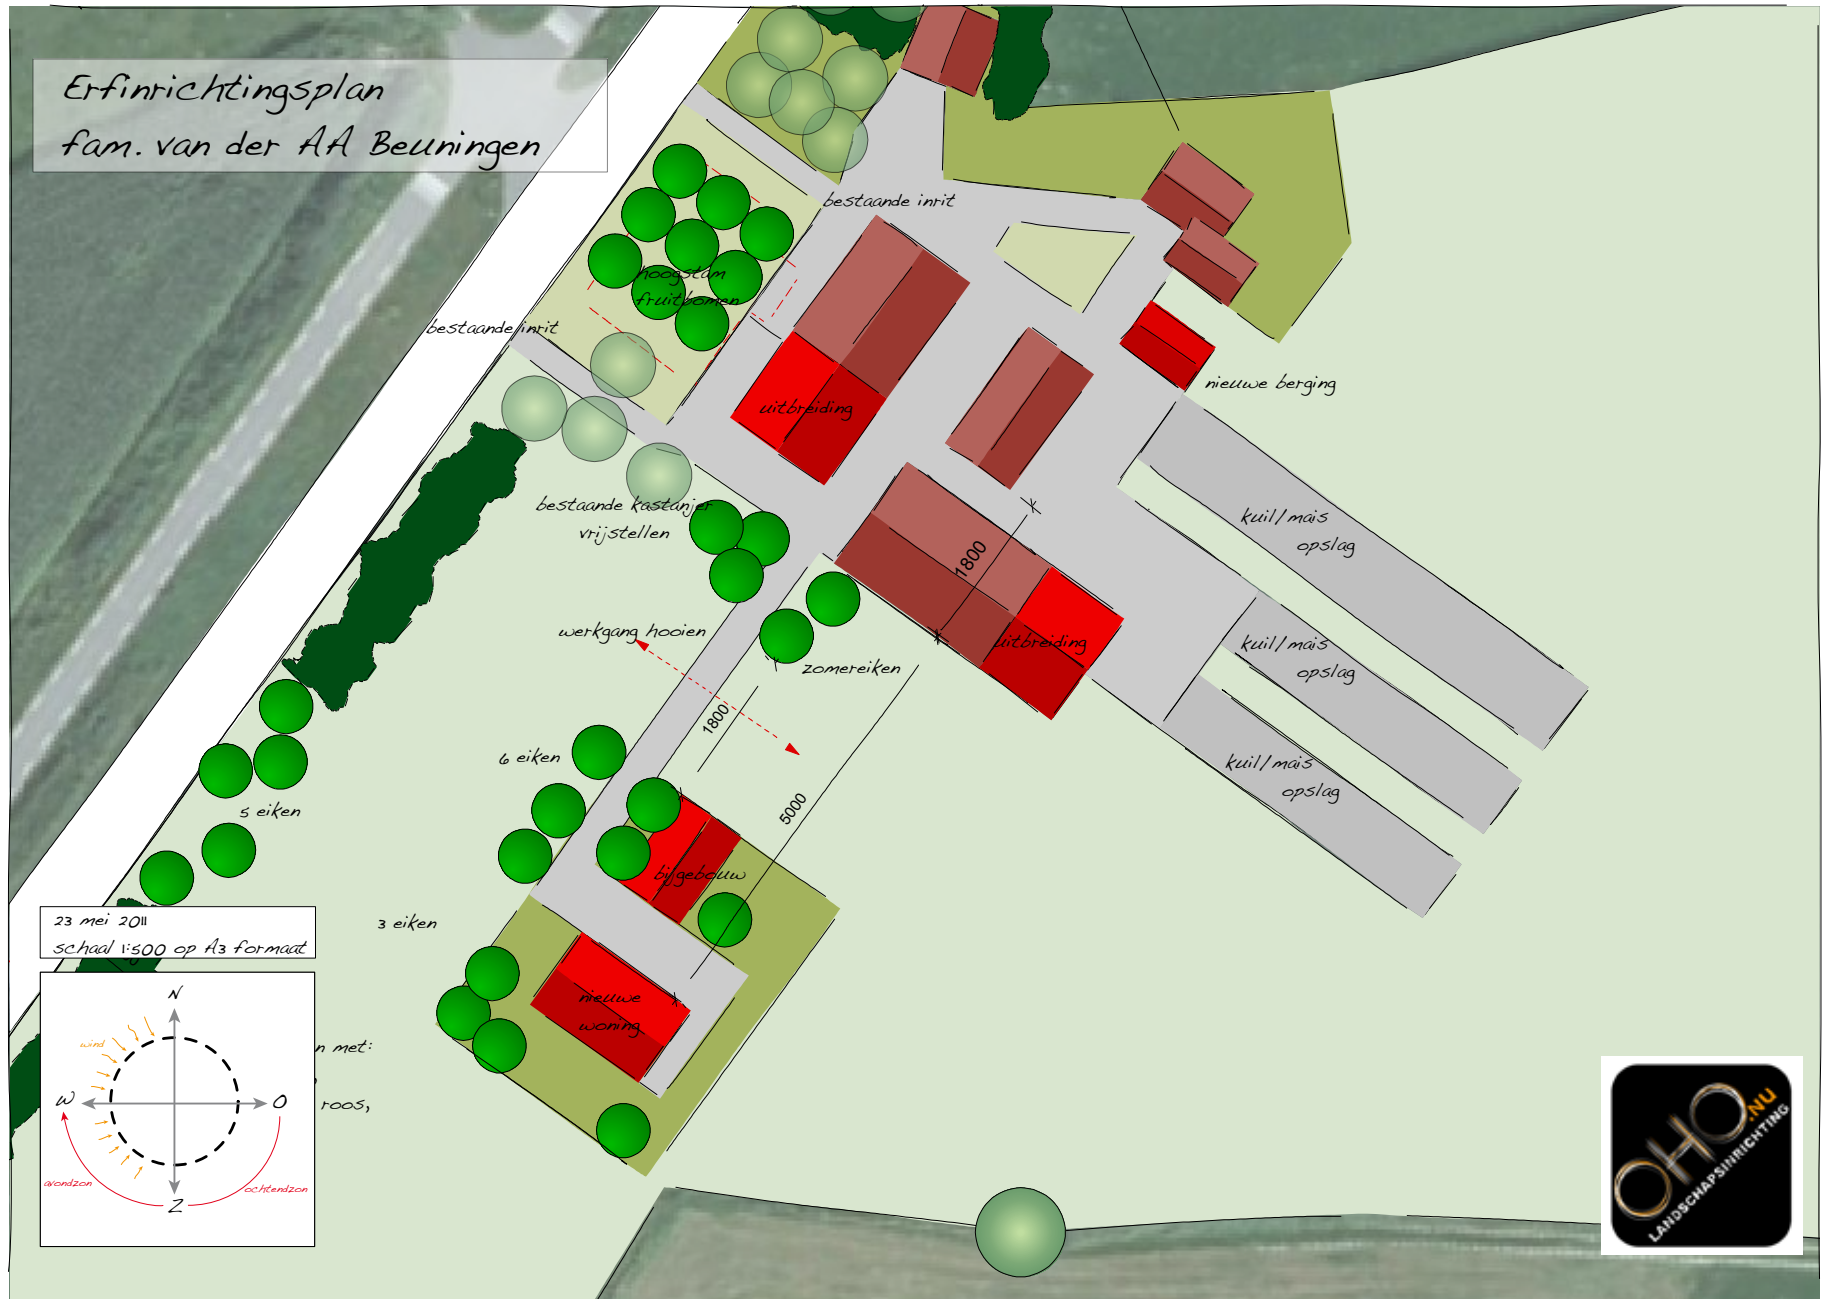 Erfinrichtingsplan
fam. van der AA Beuningen
bestaande inrit
hoogstam
fruitbomen
bestaande inrit
nieuwe berging
uitbreiding
bestaande kastanjer
vrijstellen
kuil/mais
opslag
1800
werkgang hooien
zomereiken
uitbreiding
kuil/mais
opslag
1800
6 eiken
kuil/mais
opslag
5000
5 eiken
bijgebouw
3 eiken
23 mei 2011
schaal 1:500 op A3 formaat
nieuwe
woning
N
wind
W
O
avondzon
ochtendzon
Z
n met:
roos,
OHO.NU
LANDSCHAPSINRICHTING